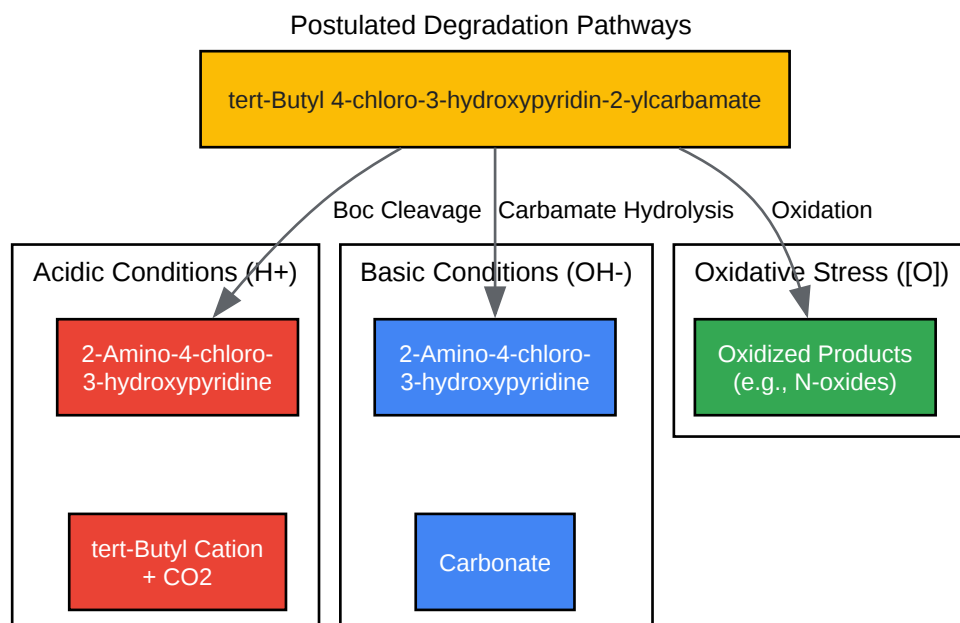 Postulated Degradation Pathways
tert-Butyl 4-chloro-3-hydroxypyridin-2-ylcarbamate
Boc Cleavage
Carbamate Hydrolysis
Oxidation
Acidic Conditions (H+)
Basic Conditions (OH-)
Oxidative Stress ([O])
2-Amino-4-chloro-
3-hydroxypyridine
2-Amino-4-chloro-
3-hydroxypyridine
Oxidized Products
(e.g., N-oxides)
tert-Butyl Cation
+ CO2
Carbonate